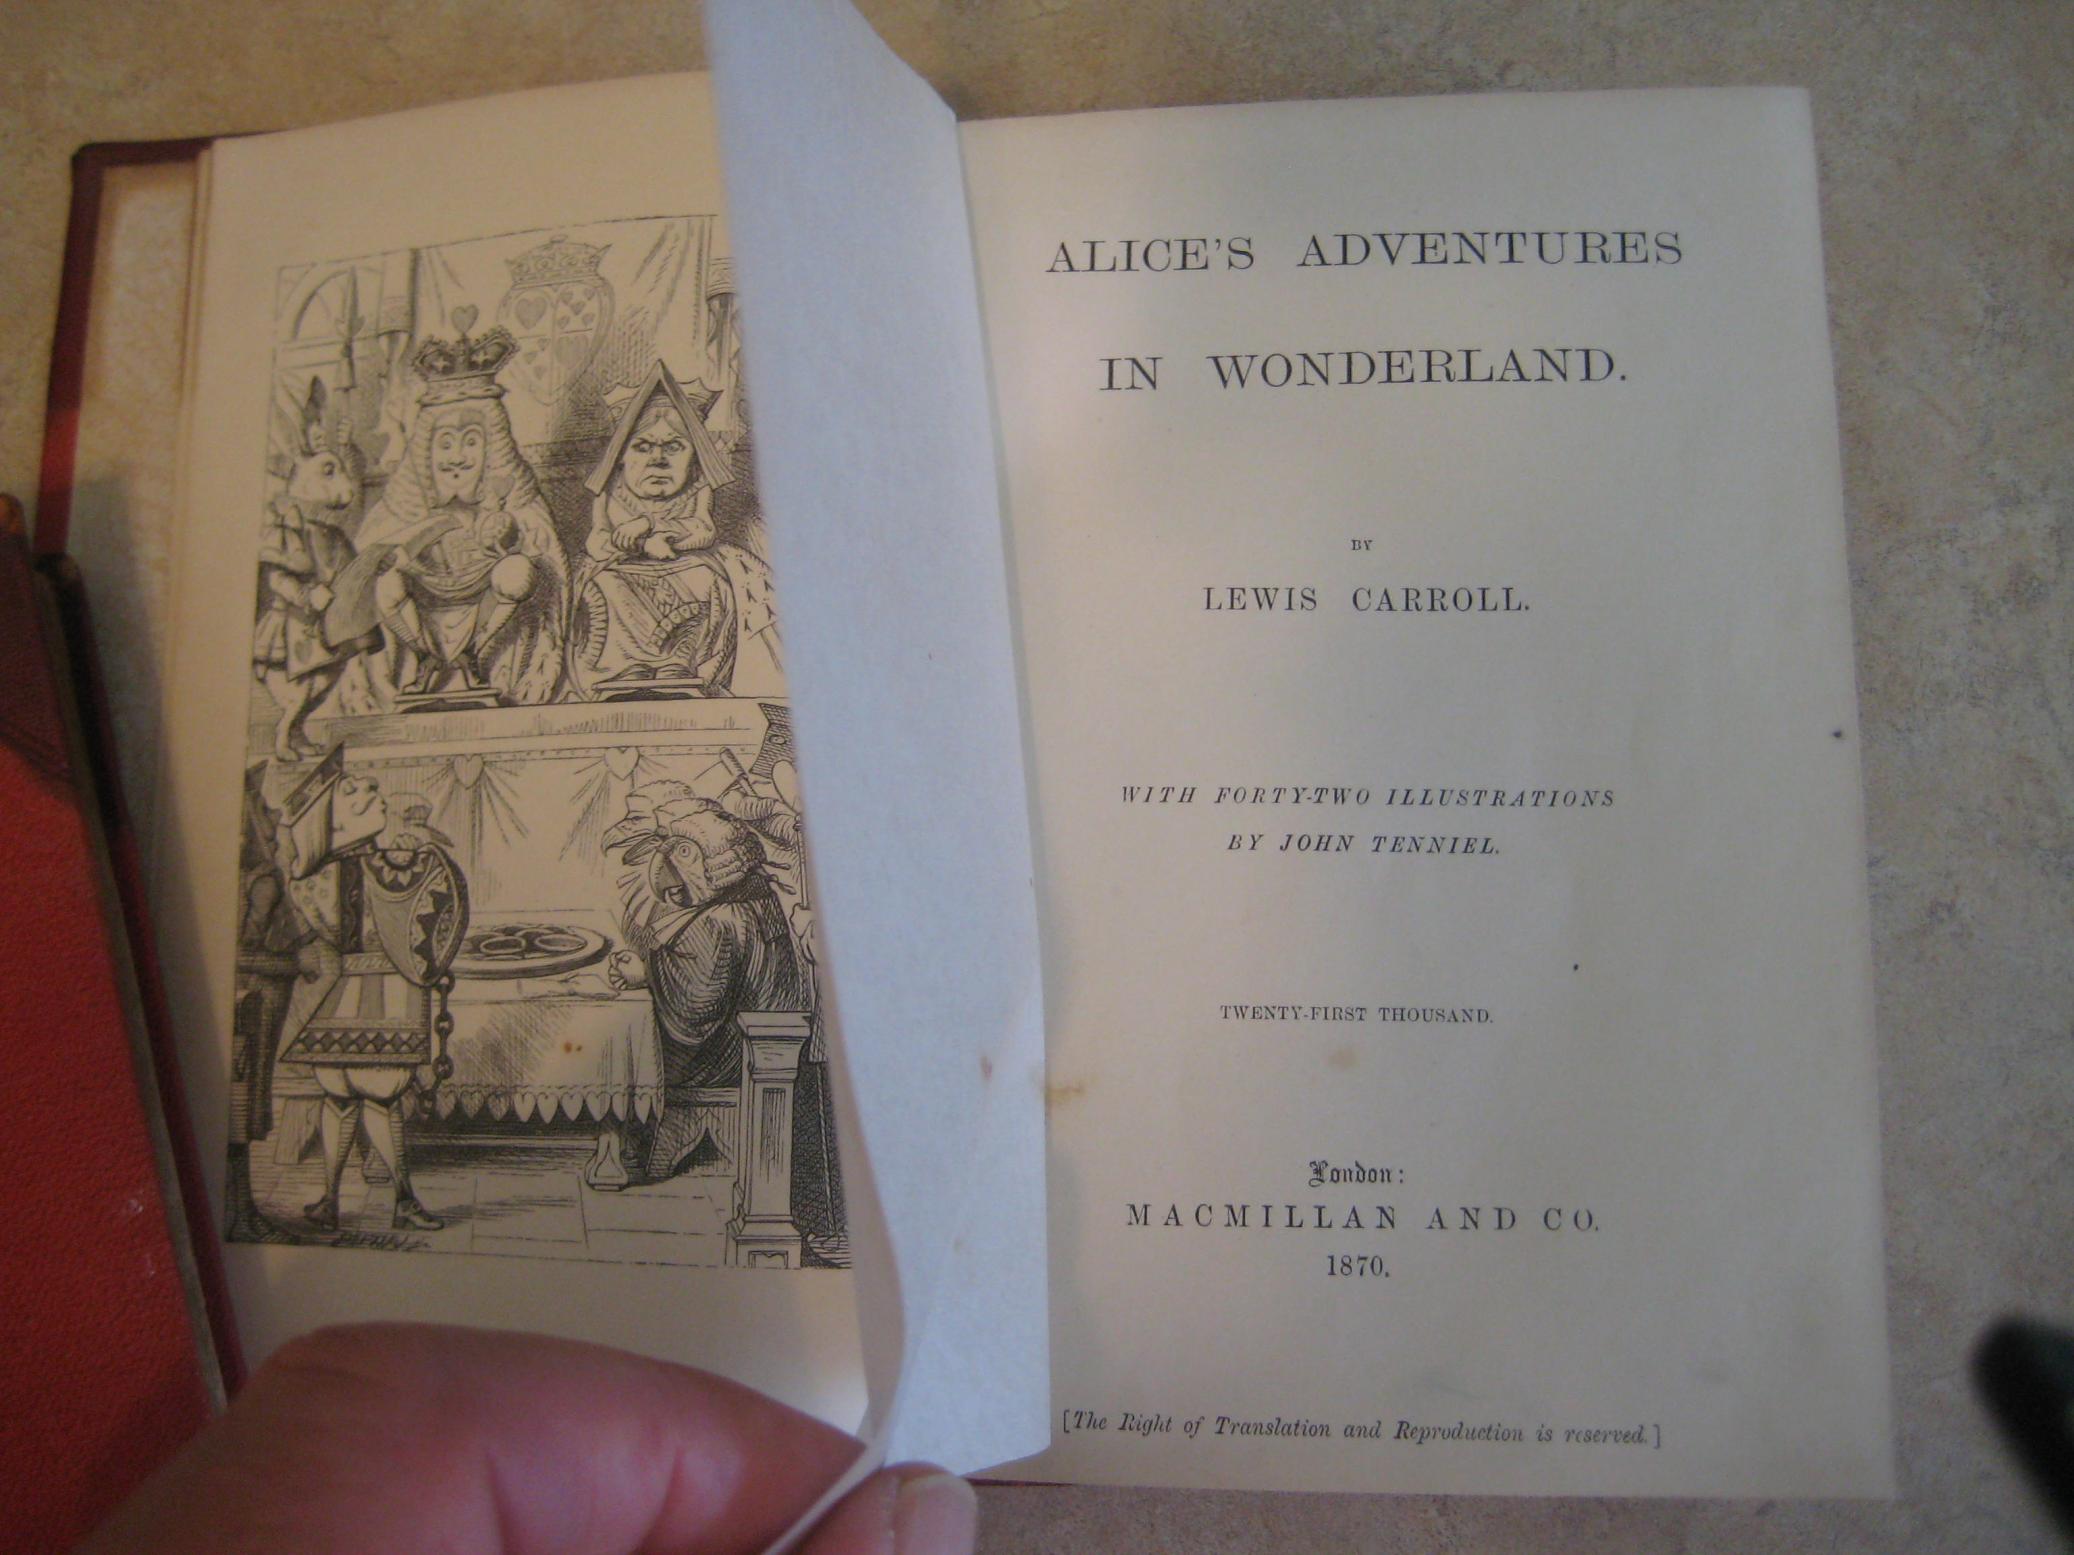 ALICE'S ADVENTURES
IN WONDERLAND.
BY
LEWIS CARROLL.
WITH FORTY-TWO ILLUSTRATIONS
BY JOHN TENNIEL.
TWENTY-FIRST THOUSAND.
London:
MACMILLAN AND CO.
1870.
[The Right of Translation and Reproduction is reserved.]